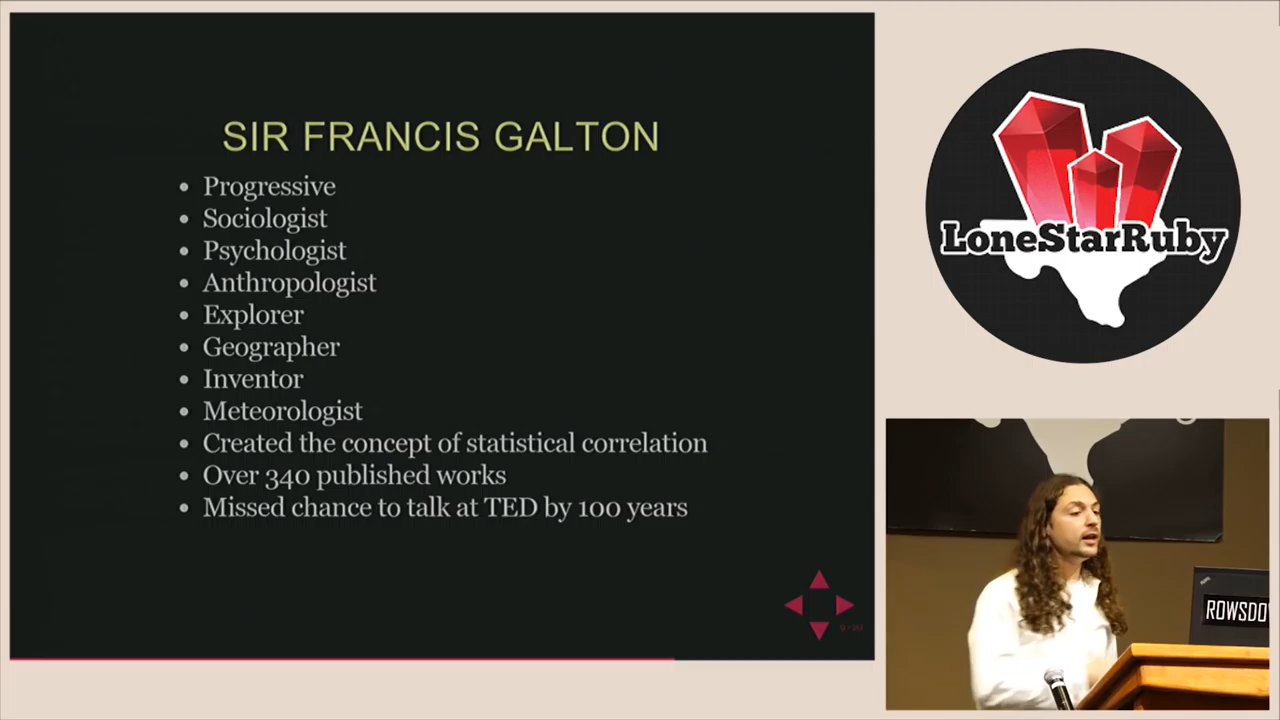 SIR FRANCIS GALTON
• Progressive
• Sociologist
• Psychologist
• Anthropologist
• Explorer
• Geographer
• Inventor
• Meteorologist
• Created the concept of statistical correlation
• Over 340 published works
• Missed chance to talk at TED by 100 years
LoneStarRuby
ROWSDO